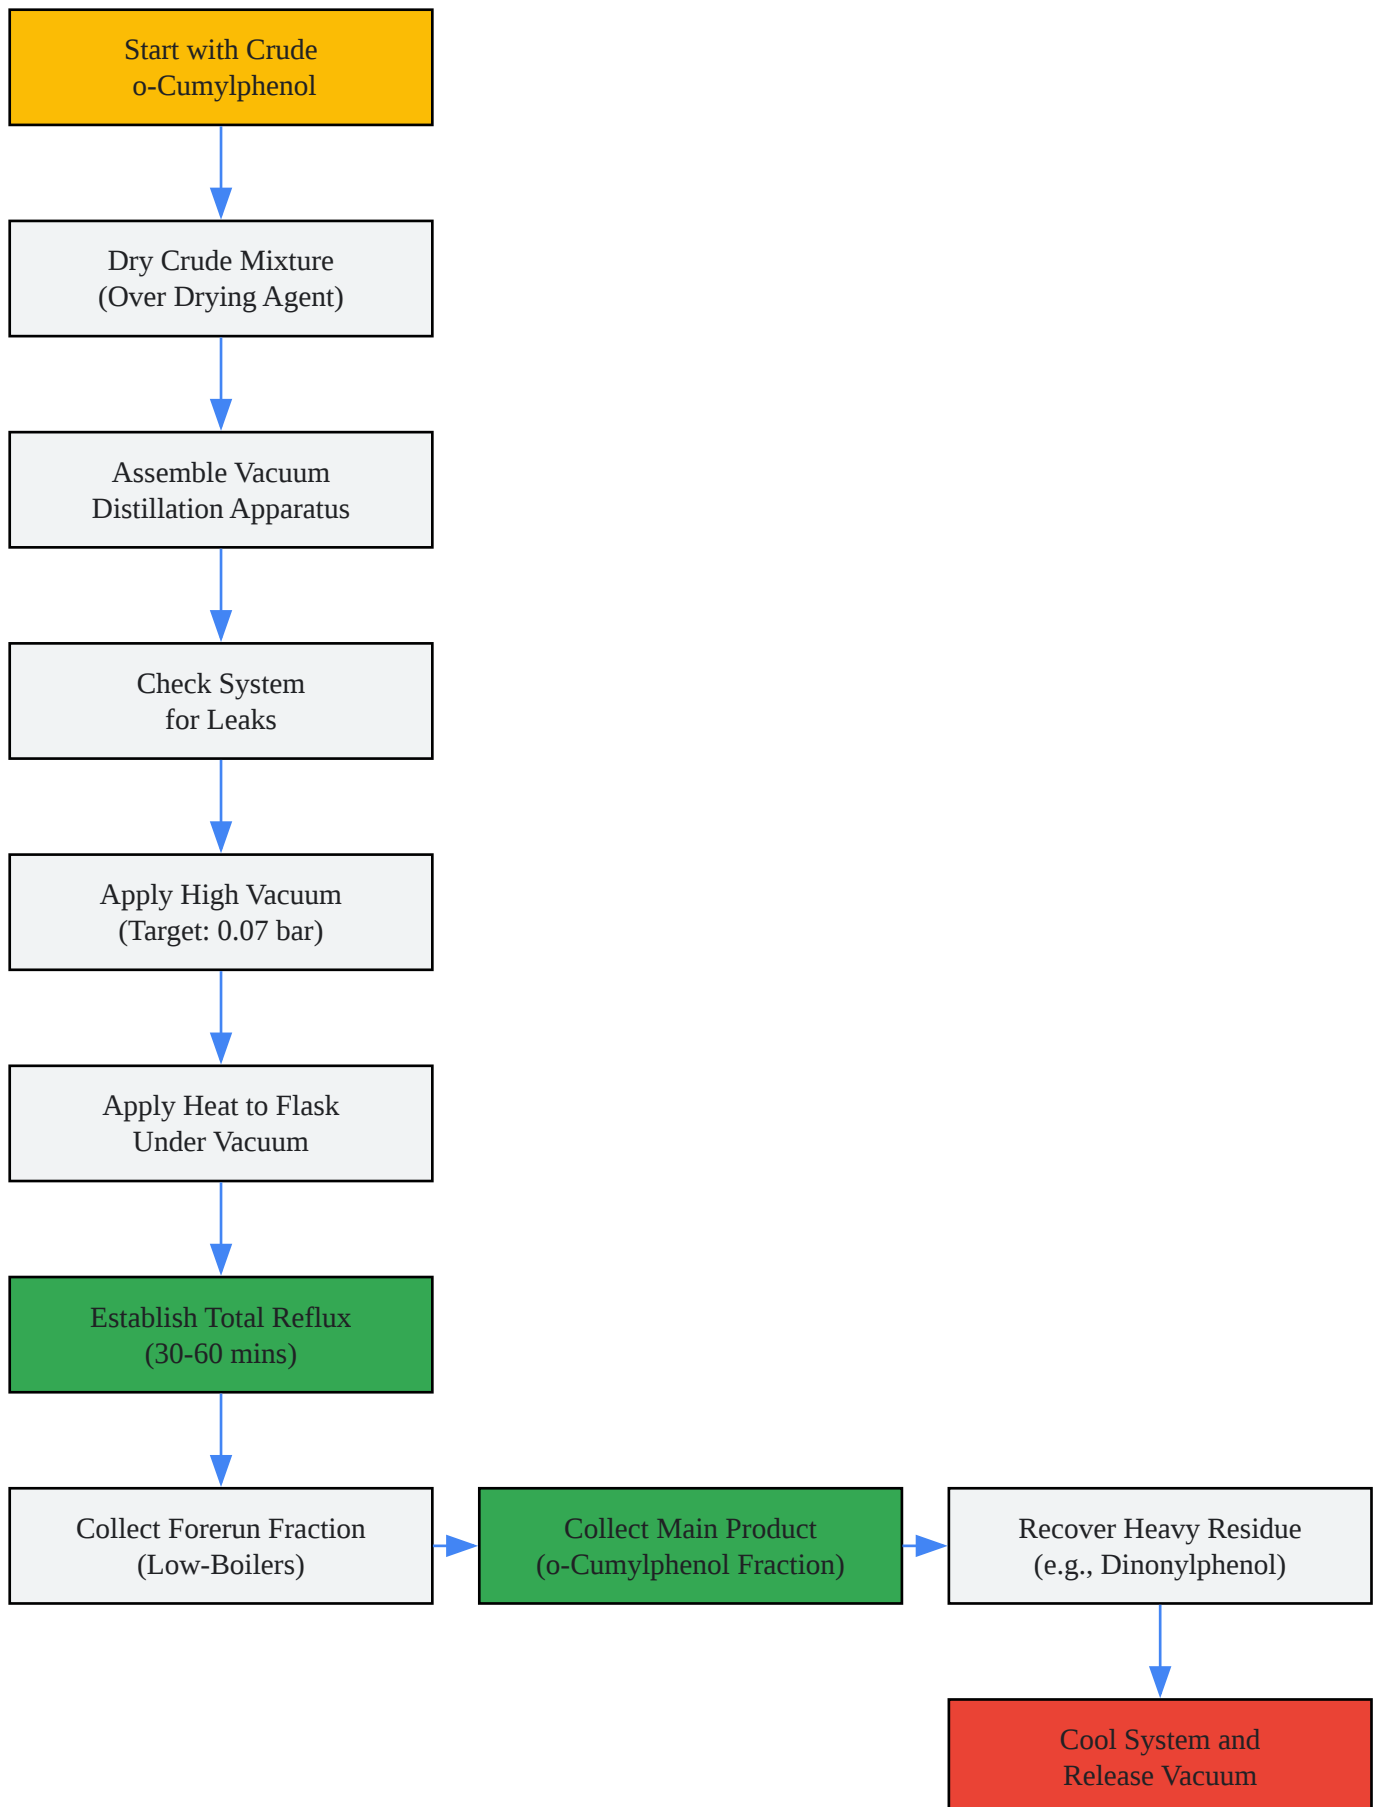 Start with Crude
o-Cumylphenol
Dry Crude Mixture
(Over Drying Agent)
Assemble Vacuum
Distillation Apparatus
Check System
for Leaks
Apply High Vacuum
(Target: 0.07 bar)
Apply Heat to Flask
Under Vacuum
Establish Total Reflux
(30-60 mins)
Collect Forerun Fraction
(Low-Boilers)
Collect Main Product
(o-Cumylphenol Fraction)
Recover Heavy Residue
(e.g., Dinonylphenol)
Cool System and
Release Vacuum